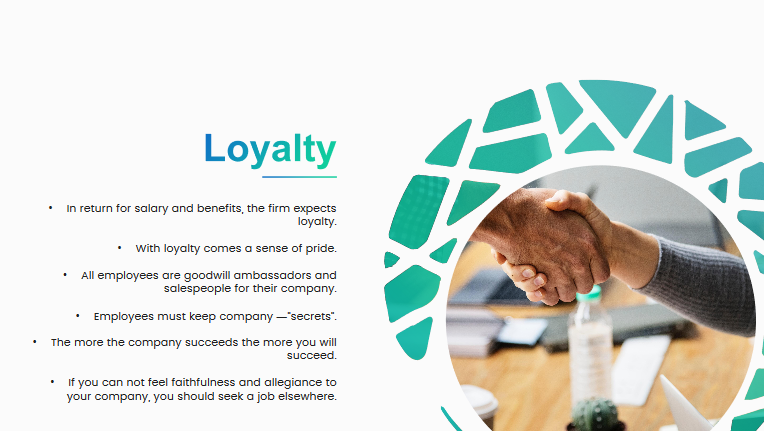 Loyalty
• In return for salary and benefits, the firm expects
loyalty.
• With loyalty comes a sense of pride.
• All employees are goodwill ambassadors and
salespeople for their company.
• Employees must keep company —"secrets".
• The more the company succeeds the more you will
succeed.
• If you can not feel faithfulness and allegiance to
your company, you should seek a job elsewhere.